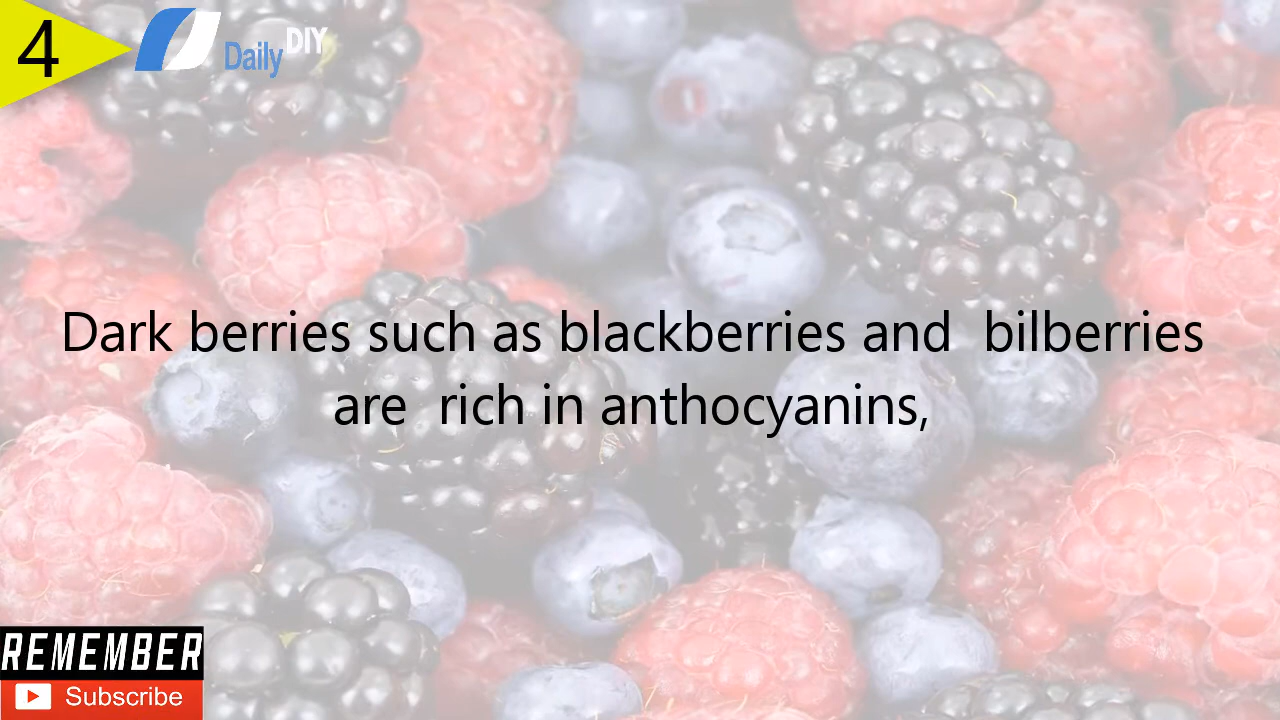 4
Daily DIY
Dark berries such as blackberries and  bilberries
are  rich in anthocyanins,
REMEMBER
Subscribe